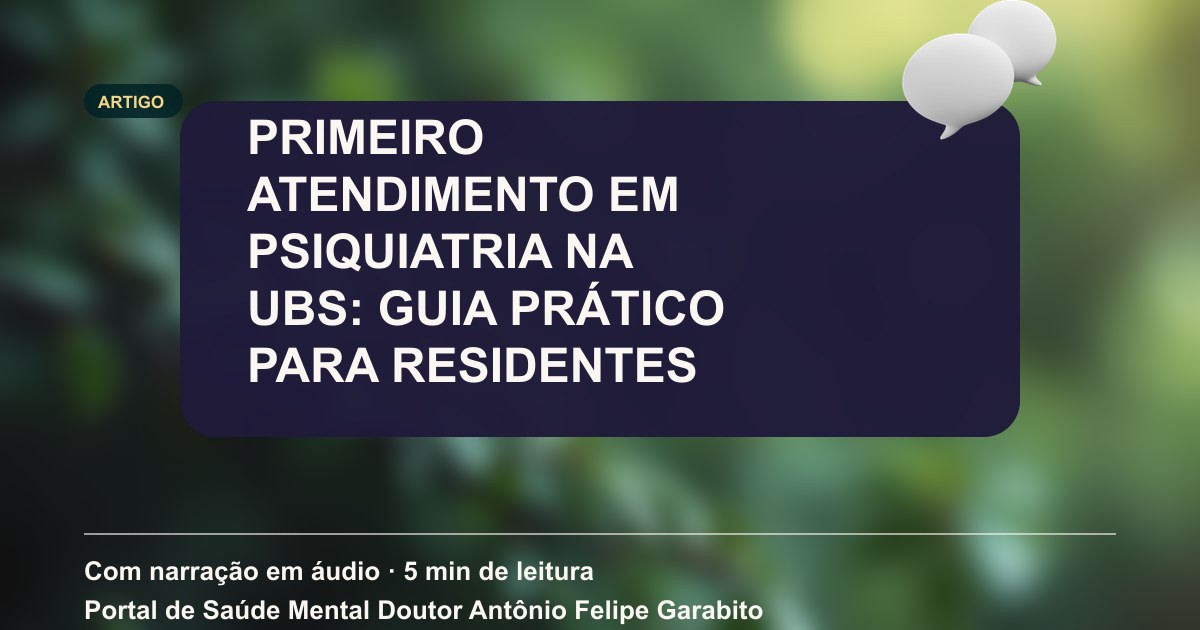 ARTIGO
PRIMEIRO
ATENDIMENTO EM
PSIQUIATRIA NA
UBS: GUIA PRÁTICO
PARA RESIDENTES
Com narração em áudio · 5 min de leitura
Portal de Saúde Mental Doutor Antônio Felipe Garabito